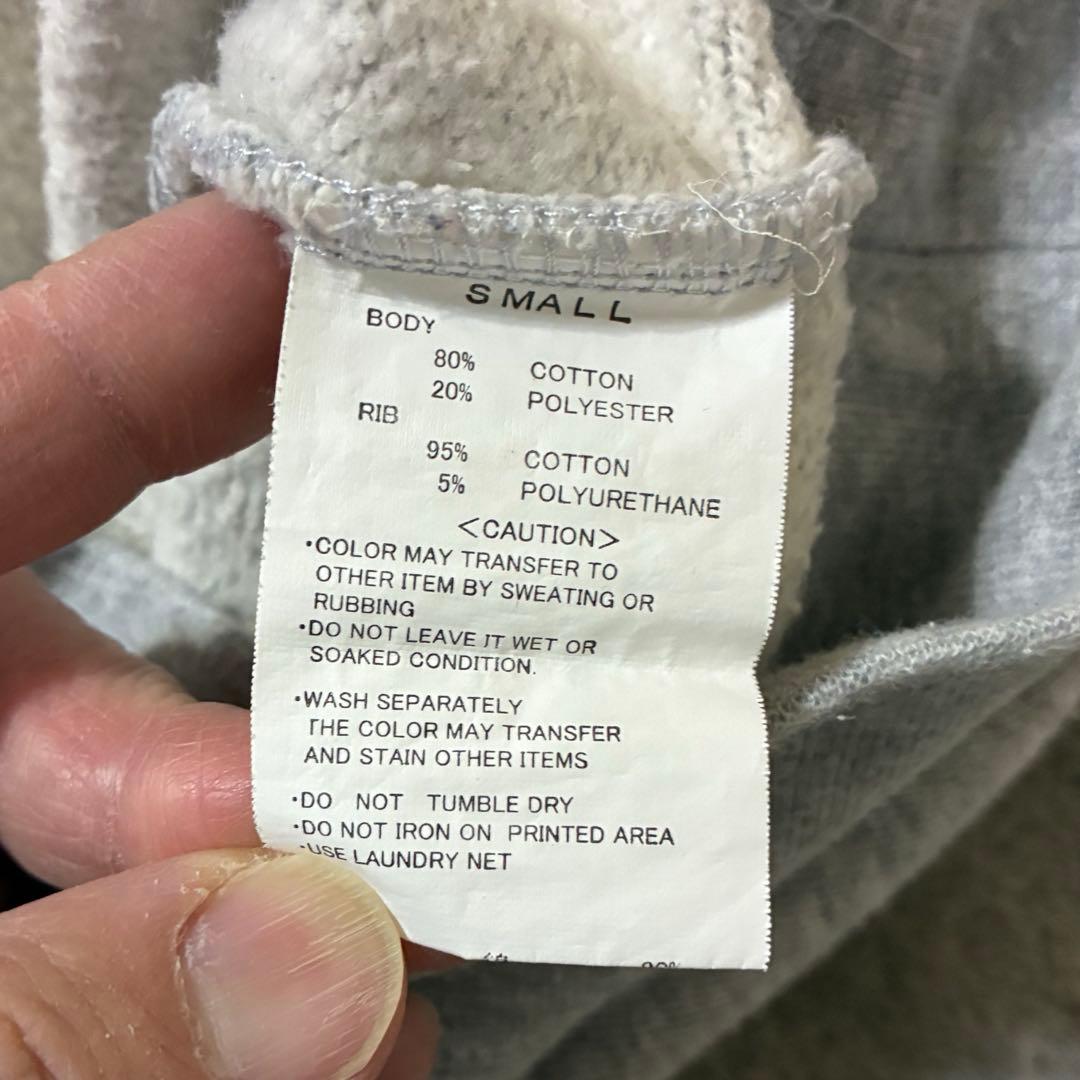 SMALL
BODY
80% COTTON
20% POLYESTER
RIB
95% COTTON
5% POLYURETHANE
<CAUTION>
・COLOR MAY TRANSFER TO
OTHER ITEM BY SWEATING OR
RUBBING
・DO NOT LEAVE IT WET OR
SOAKED CONDITION.
・WASH SEPARATELY
THE COLOR MAY TRANSFER
AND STAIN OTHER ITEMS
・DO NOT TUMBLE DRY
・DO NOT IRON ON PRINTED AREA
・USE LAUNDRY NET